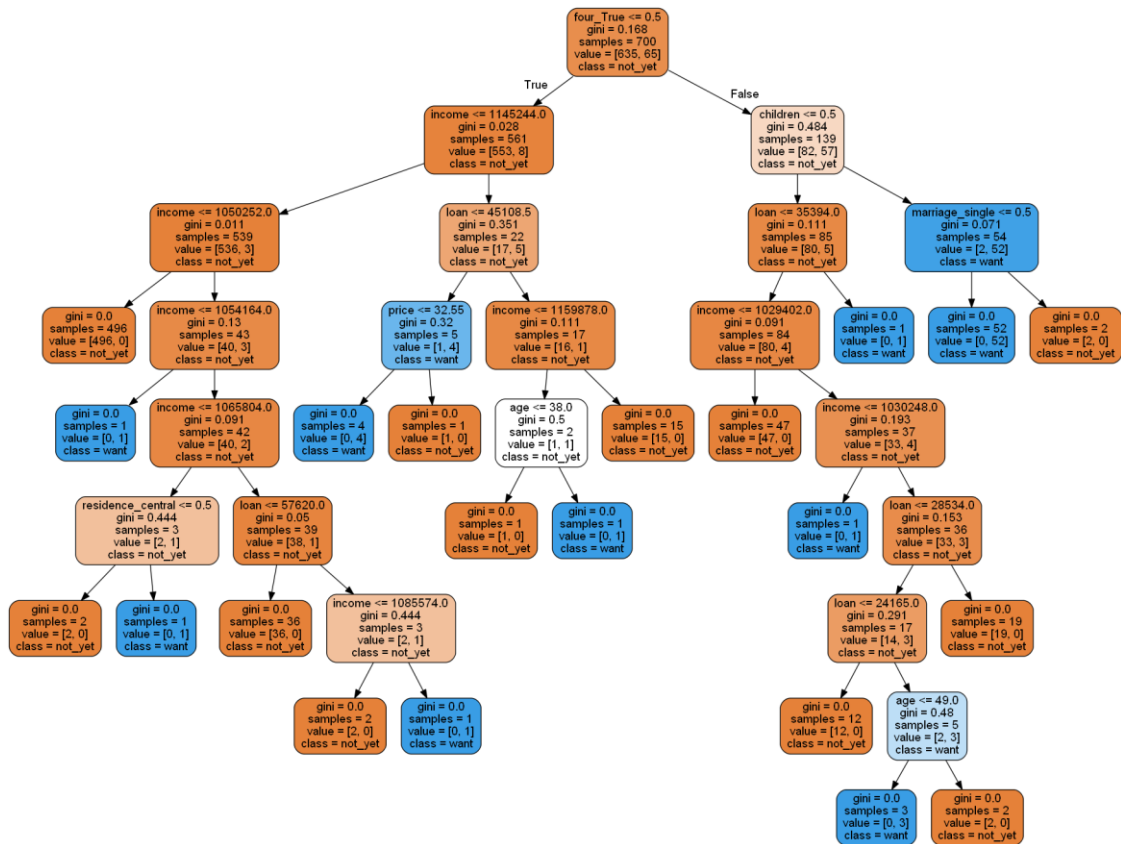 four_True <= 0.5
gini = 0.168
samples = 700
value = [635, 65]
class = not_yet
True
False
income <= 1145244.0
gini = 0.028
samples = 561
value = [553, 8]
class = not_yet
children <= 0.5
gini = 0.484
samples = 139
value = [82, 57]
class = not_yet
income <= 1050252.0
gini = 0.011
samples = 539
value = [536, 3]
class = not_yet
loan <= 45108.5
gini = 0.351
samples = 22
value = [17, 5]
class = not_yet
loan <= 35394.0
gini = 0.111
samples = 85
value = [80, 5]
class = not_yet
marriage_single <= 0.5
gini = 0.071
samples = 54
value = [2, 52]
class = want
gini = 0.0
samples = 496
value = [496, 0]
class = not_yet
income <= 1054164.0
gini = 0.13
samples = 43
value = [40, 3]
class = not_yet
price <= 32.55
gini = 0.32
samples = 5
value = [1, 4]
class = want
income <= 1159878.0
gini = 0.111
samples = 17
value = [16, 1]
class = not_yet
income <= 1029402.0
gini = 0.091
samples = 84
value = [80, 4]
class = not_yet
gini = 0.0
samples = 1
value = [0, 1]
class = want
gini = 0.0
samples = 52
value = [0, 52]
class = want
gini = 0.0
samples = 2
value = [2, 0]
class = not_yet
gini = 0.0
samples = 1
value = [0, 1]
class = want
income <= 1065804.0
gini = 0.091
samples = 42
value = [40, 2]
class = not_yet
gini = 0.0
samples = 4
value = [0, 4]
class = want
gini = 0.0
samples = 1
value = [1, 0]
class = not_yet
age <= 38.0
gini = 0.5
samples = 2
value = [1, 1]
class = not_yet
gini = 0.0
samples = 15
value = [15, 0]
class = not_yet
gini = 0.0
samples = 47
value = [47, 0]
class = not_yet
income <= 1030248.0
gini = 0.193
samples = 37
value = [33, 4]
class = not_yet
residence_central <= 0.5
gini = 0.444
samples = 3
value = [2, 1]
class = not_yet
loan <= 57620.0
gini = 0.05
samples = 39
value = [38, 1]
class = not_yet
gini = 0.0
samples = 1
value = [1, 0]
class = not_yet
gini = 0.0
samples = 1
value = [0, 1]
class = want
gini = 0.0
samples = 1
value = [0, 1]
class = want
loan <= 28534.0
gini = 0.153
samples = 36
value = [33, 3]
class = not_yet
gini = 0.0
samples = 2
value = [2, 0]
class = not_yet
gini = 0.0
samples = 1
value = [0, 1]
class = want
gini = 0.0
samples = 36
value = [36, 0]
class = not_yet
income <= 1085574.0
gini = 0.444
samples = 3
value = [2, 1]
class = not_yet
loan <= 24165.0
gini = 0.291
samples = 17
value = [14, 3]
class = not_yet
gini = 0.0
samples = 19
value = [19, 0]
class = not_yet
gini = 0.0
samples = 2
value = [2, 0]
class = not_yet
gini = 0.0
samples = 1
value = [0, 1]
class = want
gini = 0.0
samples = 12
value = [12, 0]
class = not_yet
age <= 49.0
gini = 0.48
samples = 5
value = [2, 3]
class = want
gini = 0.0
samples = 3
value = [0, 3]
class = want
gini = 0.0
samples = 2
value = [2, 0]
class = not_yet